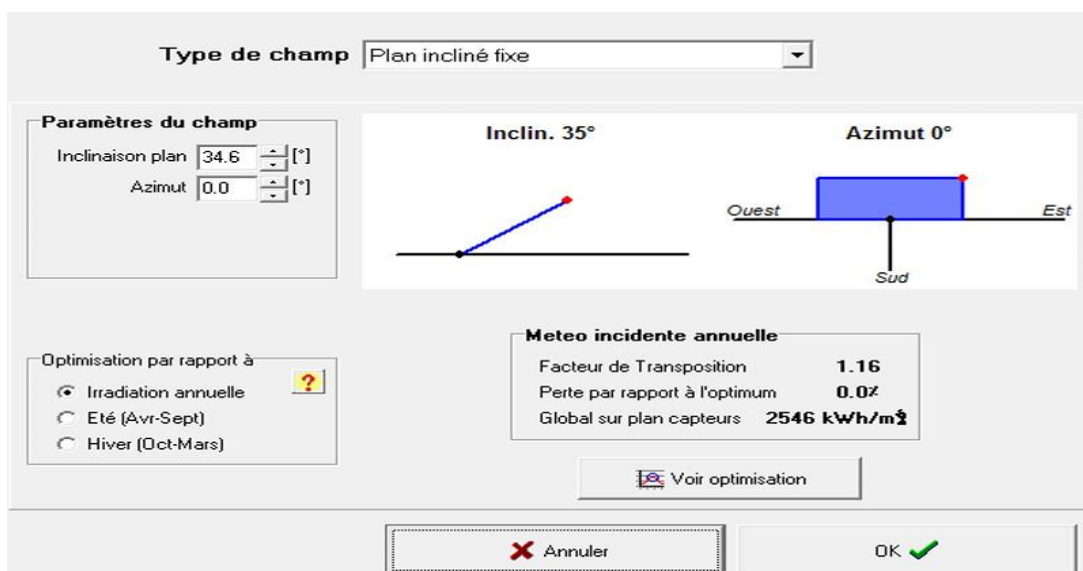 Type de champ Plan incliné fixe
Paramètres du champ
Inclinaison plan 34.6 [°]
Azimut 0.0 [°]
Inclin. 35°
Azimut 0°
Ouest
Est
Sud
Optimisation par rapport à
?
Irradiation annuelle
Eté (Avr-Sept)
Hiver (Oct-Mars)
Meteo incidente annuelle
Facteur de Transposition 1.16
Perte par rapport à l'optimum 0.0%
Global sur plan capteurs 2546 kWh/m²
Voir optimisation
Annuler
OK